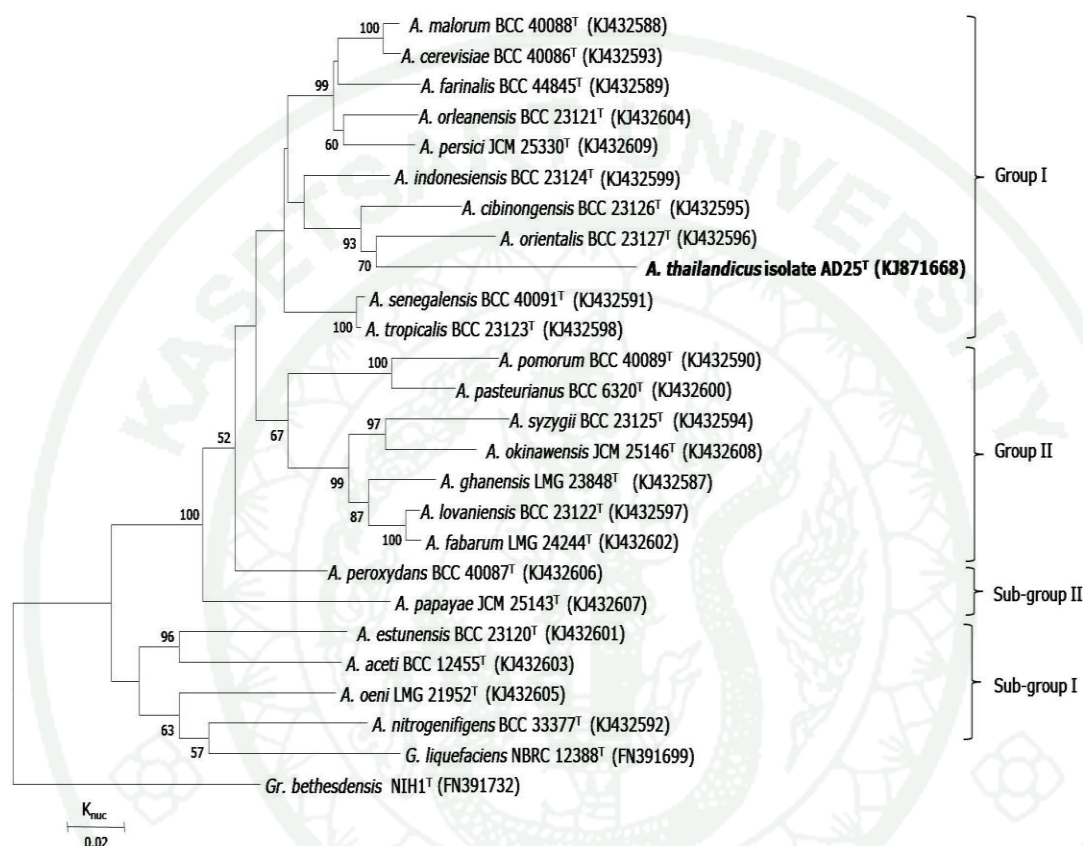 KASETSART UNIVERSITY
100 A. malorum BCC 40088ᵀ (KJ432588)
A. cerevisiae BCC 40086ᵀ (KJ432593)
99 A. farinalis BCC 44845ᵀ (KJ432589)
A. orleanensis BCC 23121ᵀ (KJ432604)
60 A. persici JCM 25330ᵀ (KJ432609)
A. indonesiensis BCC 23124ᵀ (KJ432599)
Group I
A. cibinongensis BCC 23126ᵀ (KJ432595)
93 A. orientalis BCC 23127ᵀ (KJ432596)
70 A. thailandicus isolate AD25ᵀ (KJ871668)
A. senegalensis BCC 40091ᵀ (KJ432591)
100 A. tropicalis BCC 23123ᵀ (KJ432598)
100 A. pomorum BCC 40089ᵀ (KJ432590)
A. pasteurianus BCC 6320ᵀ (KJ432600)
97 A. syzygii BCC 23125ᵀ (KJ432594)
52 67 A. okinawensis JCM 25146ᵀ (KJ432608)
Group II
99 A. ghanensis LMG 23848ᵀ (KJ432587)
87 A. lovaniensis BCC 23122ᵀ (KJ432597)
100 A. fabarum LMG 24244ᵀ (KJ432602)
100 A. peroxydans BCC 40087ᵀ (KJ432606)
Sub-group II
A. papayae JCM 25143ᵀ (KJ432607)
96 A. estunensis BCC 23120ᵀ (KJ432601)
A. aceti BCC 12455ᵀ (KJ432603)
Sub-group I
A. oeni LMG 21952ᵀ (KJ432605)
63 A. nitrogenifigens BCC 33377ᵀ (KJ432592)
57 G. liquefaciens NBRC 12388ᵀ (FN391699)
Gr. bethesdensis NIH1ᵀ (FN391732)
Knuc
0.02